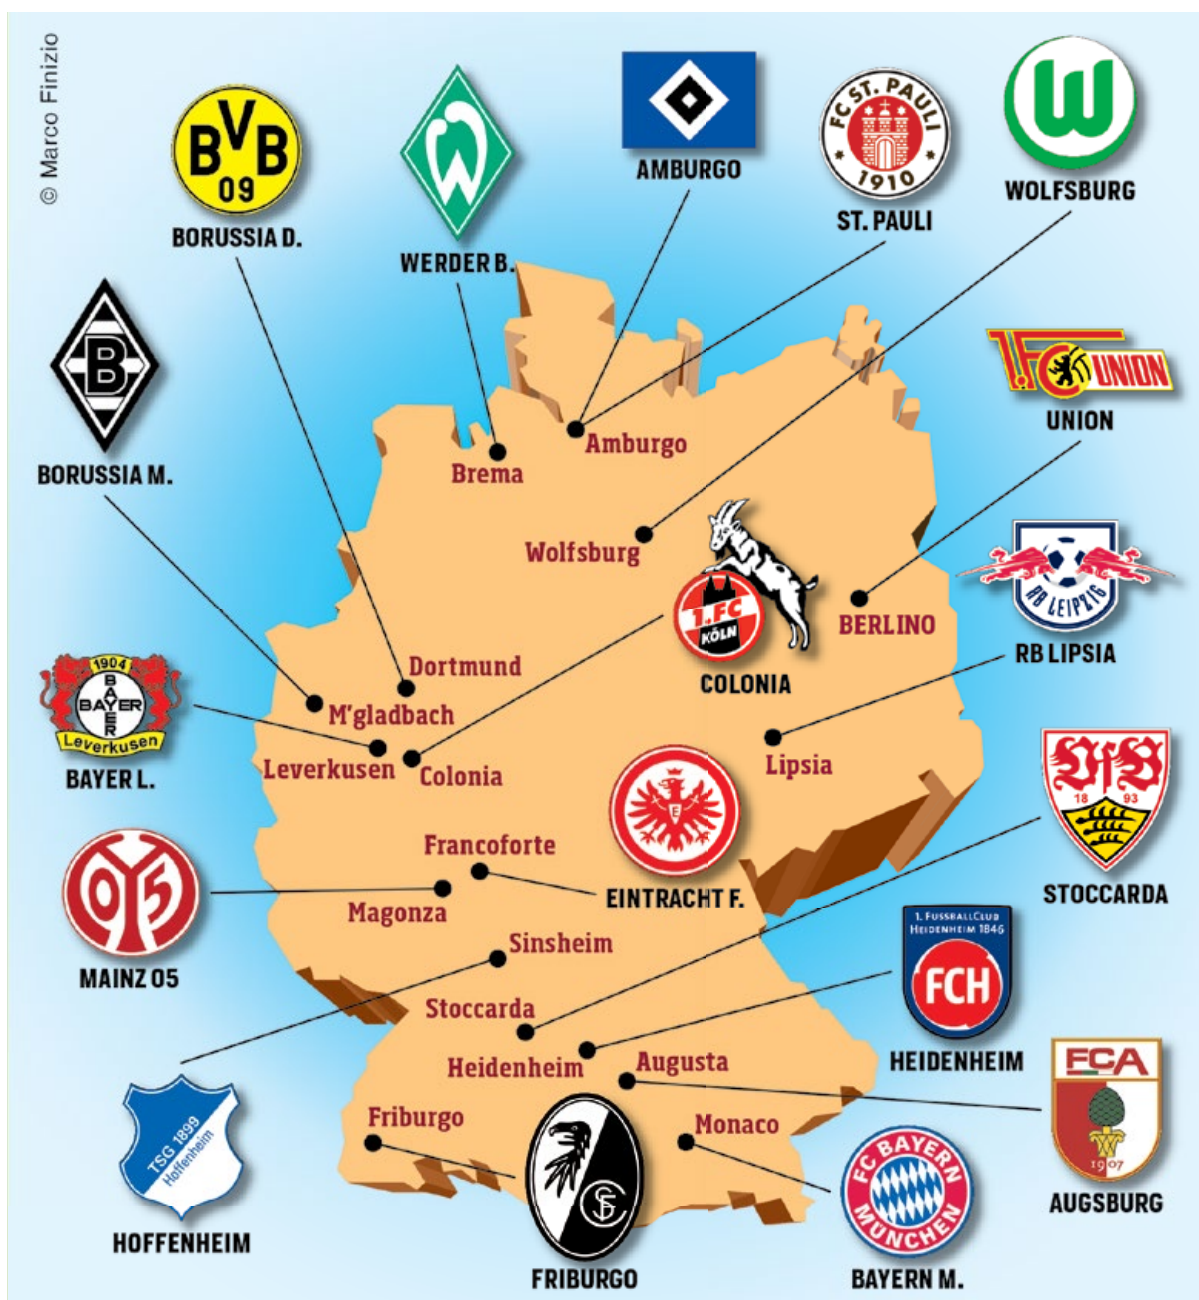 © Marco Finizio
BVB
09
BORUSSIA D.
W
WERDER B.
AMBURGO
FC ST. PAULI
1910
ST. PAULI
W
WOLFSBURG
B
BORUSSIA M.
1.FC UNION
UNION
Amburgo
Brema
Wolfsburg
1.FC
KÖLN
COLONIA
BERLINO
RB LEIPZIG
RB LIPSIA
1904
BAYER
BAYER
Leverkusen
BAYER L.
Dortmund
M'gladbach
Leverkusen
Colonia
Lipsia
VfB
18 93
STOCCARDA
05
MAINZ 05
Francoforte
Magonza
E
EINTRACHT F.
Sinsheim
Stoccarda
Heidenheim
Augusta
1. FUSSBALLCLUB
HEIDENHEIM 1846
FCH
HEIDENHEIM
TSG 1899
Hoffenheim
HOFFENHEIM
Friburgo
SFC
FRIBURGO
Monaco
FC BAYERN
MÜNCHEN
BAYERN M.
FCA
1907
AUGSBURG